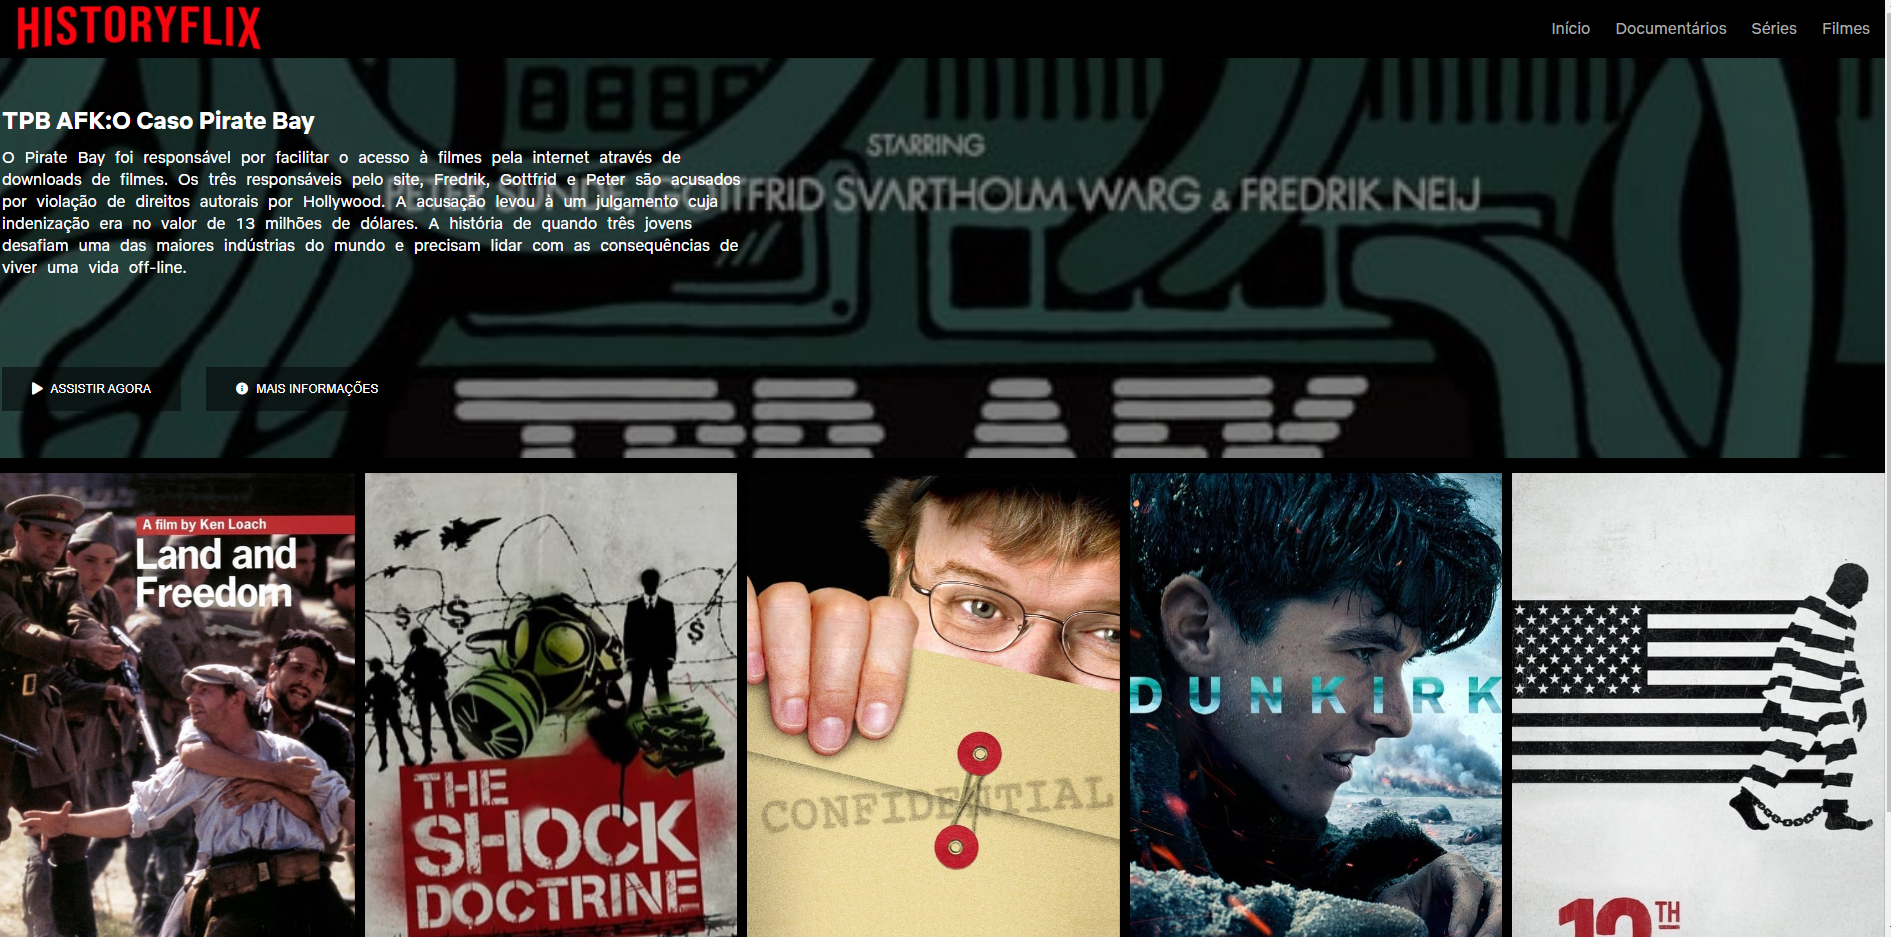 HISTORYFLIX
Início Documentários Séries Filmes
TPB AFK:O Caso Pirate Bay
O Pirate Bay foi responsável por facilitar o acesso à filmes pela internet através de
downloads de filmes. Os três responsáveis pelo site, Fredrik, Gottfrid e Peter são acusados
por violação de direitos autorais por Hollywood. A acusação levou à um julgamento cuja
indenização era no valor de 13 milhões de dólares. A história de quando três jovens
desafiam uma das maiores indústrias do mundo e precisam lidar com as consequências de
viver uma vida off-line.
STARRING
SVARTHOLM WARG & FREDRIK NEIJ
ASSISTIR AGORA
MAIS INFORMAÇÕES
TPB AFK
A film by Ken Loach
Land and
Freedom
$ $ $
THE
SHOCK
DOCTRINE
CONFIDENTIAL
DUNKIRK
13TH